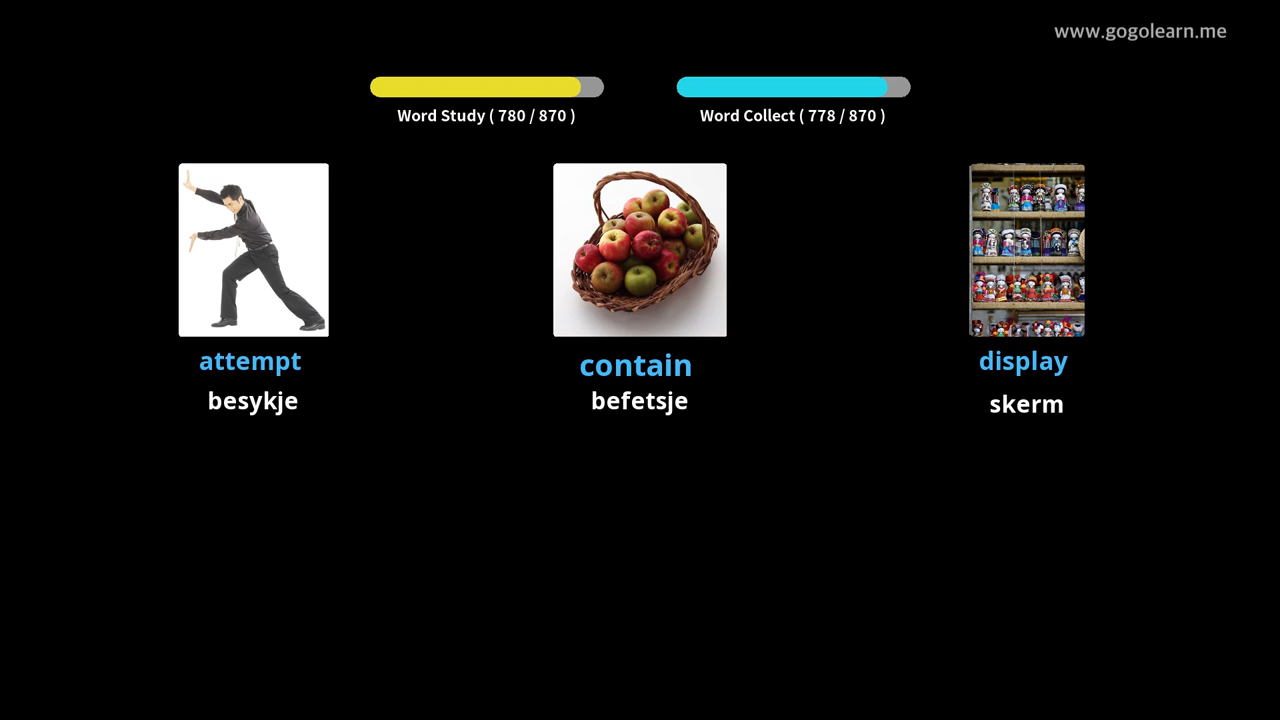 www.gogolearn.me
Word Study ( 780 / 870 )
Word Collect ( 778 / 870 )
attempt
contain
display
besykje
befetsje
skerm